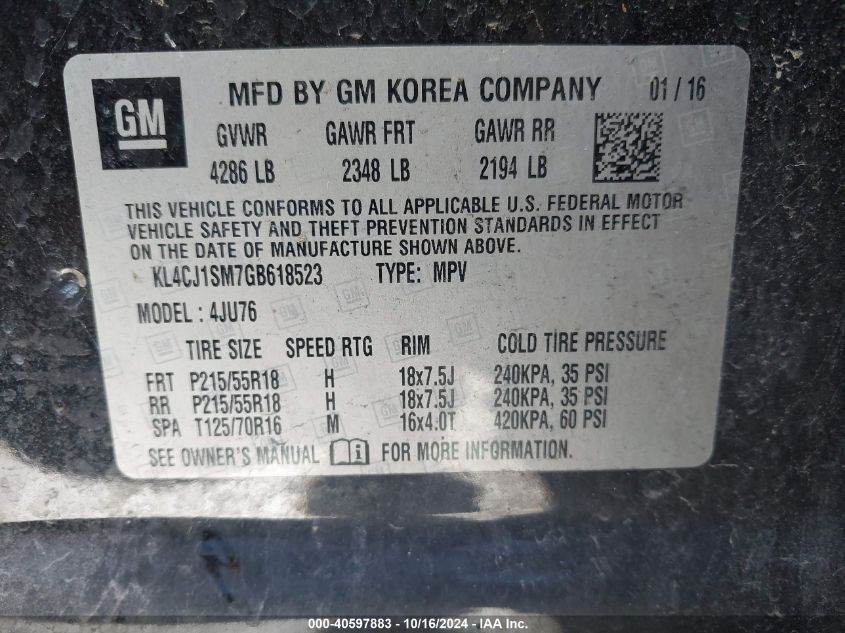 GM MFD BY GM KOREA COMPANY 01 / 16
GVWR GAWR FRT GAWR RR
4286 LB 2348 LB 2194 LB
THIS VEHICLE CONFORMS TO ALL APPLICABLE U.S. FEDERAL MOTOR
VEHICLE SAFETY AND THEFT PREVENTION STANDARDS IN EFFECT
ON THE DATE OF MANUFACTURE SHOWN ABOVE.
KL4CJ1SM7GB618523 TYPE: MPV
MODEL : 4JU76
TIRE SIZE SPEED RTG RIM COLD TIRE PRESSURE
FRT P215/55R18 H 18x7.5J 240KPA, 35 PSI
RR P215/55R18 H 18x7.5J 240KPA, 35 PSI
SPA T125/70R16 M 16x4.0T 420KPA, 60 PSI
SEE OWNER'S MANUAL FOR MORE INFORMATION.
000-40597883 - 10/16/2024 - IAA Inc.